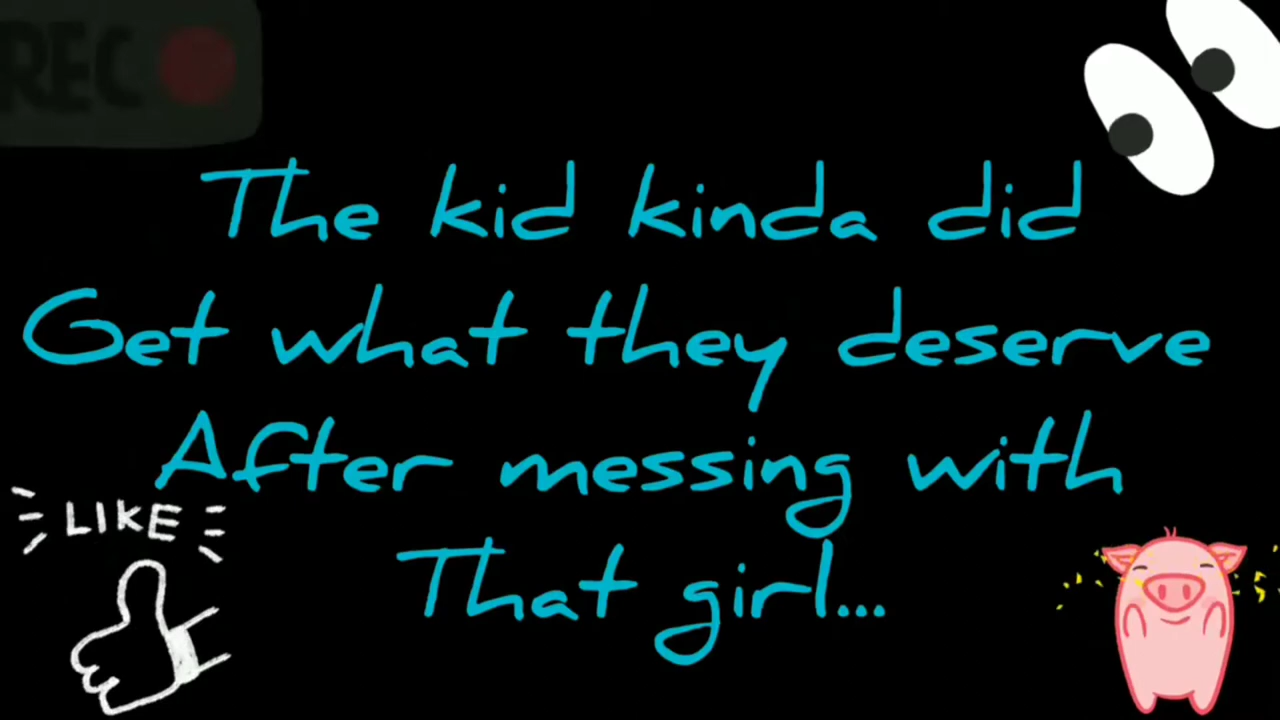 REC
The kid kinda did
Get what they deserve
After messing with
That girl...
LIKE